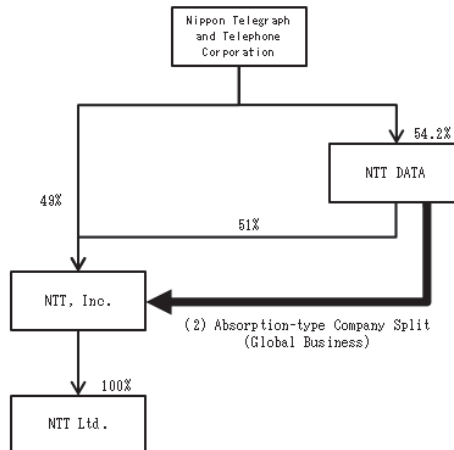 Nippon Telegraph
and Telephone
Corporation
54.2%
NTT DATA
49%
51%
NTT, Inc.
(2) Absorption-type Company Split
(Global Business)
100%
NTT Ltd.